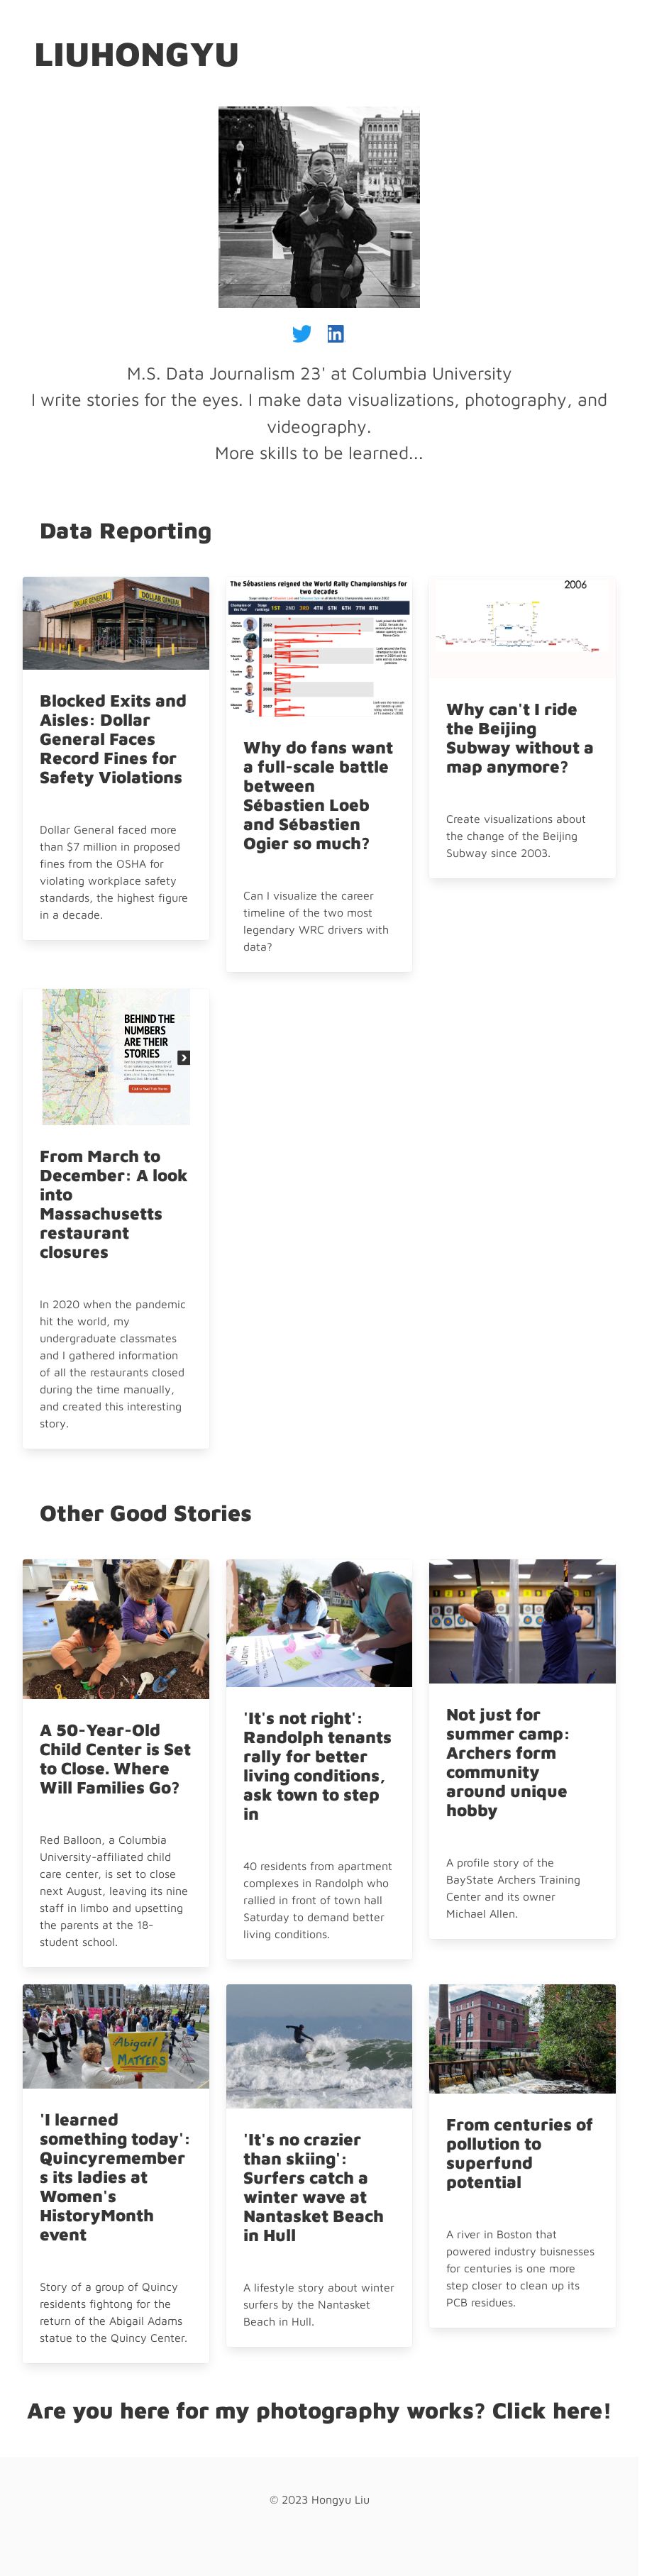 LIUHONGYU
M.S. Data Journalism 23' at Columbia University
I write stories for the eyes. I make data visualizations, photography, and
videography.
More skills to be learned...
Data Reporting
DOLLAR GENERAL
DOLLAR GENERAL
Blocked Exits and
Aisles: Dollar
General Faces
Record Fines for
Safety Violations
Dollar General faced more
than $7 million in proposed
fines from the OSHA for
violating workplace safety
standards, the highest figure
in a decade.
The Sébastiens reigned the World Rally Championships for
two decades
1ST 2ND 3RD 4TH 5TH 6TH 7TH 8TH
2002
2003
2004
2005
2006
2007
Why do fans want
a full-scale battle
between
Sébastien Loeb
and Sébastien
Ogier so much?
Can I visualize the career
timeline of the two most
legendary WRC drivers with
data?
2006
Why can't I ride
the Beijing
Subway without a
map anymore?
Create visualizations about
the change of the Beijing
Subway since 2003.
BEHIND THE
NUMBERS
ARE THEIR
STORIES
From March to
December: A look
into
Massachusetts
restaurant
closures
In 2020 when the pandemic
hit the world, my
undergraduate classmates
and I gathered information
of all the restaurants closed
during the time manually,
and created this interesting
story.
Other Good Stories
A 50-Year-Old
Child Center is Set
to Close. Where
Will Families Go?
Red Balloon, a Columbia
University-affiliated child
care center, is set to close
next August, leaving its nine
staff in limbo and upsetting
the parents at the 18-
student school.
'It's not right':
Randolph tenants
rally for better
living conditions,
ask town to step
in
40 residents from apartment
complexes in Randolph who
rallied in front of town hall
Saturday to demand better
living conditions.
Not just for
summer camp:
Archers form
community
around unique
hobby
A profile story of the
BayState Archers Training
Center and its owner
Michael Allen.
Abigail
MATTERS
'I learned
something today':
Quincyremember
s its ladies at
Women's
HistoryMonth
event
Story of a group of Quincy
residents fightong for the
return of the Abigail Adams
statue to the Quincy Center.
'It's no crazier
than skiing':
Surfers catch a
winter wave at
Nantasket Beach
in Hull
A lifestyle story about winter
surfers by the Nantasket
Beach in Hull.
From centuries of
pollution to
superfund
potential
A river in Boston that
powered industry buisnesses
for centuries is one more
step closer to clean up its
PCB residues.
Are you here for my photography works? Click here!
© 2023 Hongyu Liu